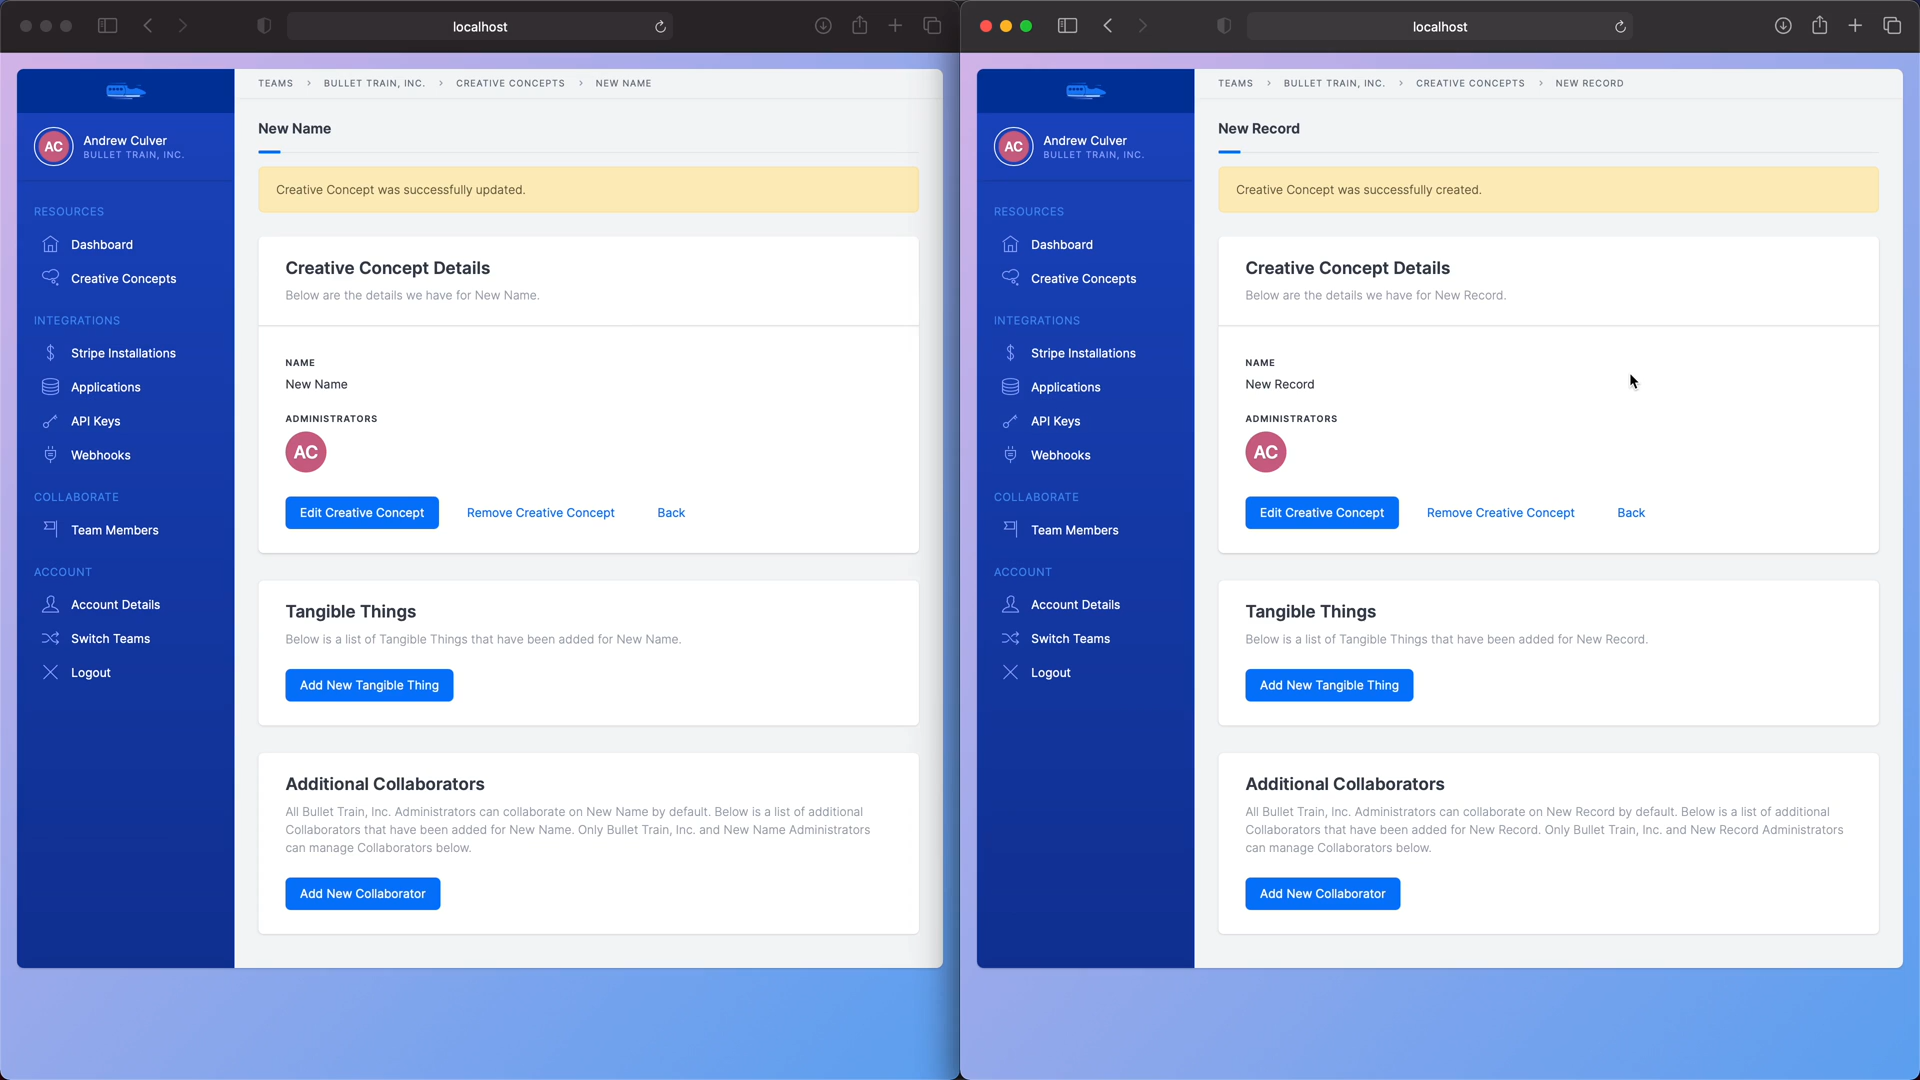 localhost
TEAMS > BULLET TRAIN, INC. > CREATIVE CONCEPTS > NEW NAME
AC
Andrew Culver
BULLET TRAIN, INC.
RESOURCES
Dashboard
Creative Concepts
INTEGRATIONS
Stripe Installations
Applications
API Keys
Webhooks
COLLABORATE
Team Members
ACCOUNT
Account Details
Switch Teams
Logout
New Name
Creative Concept was successfully updated.
Creative Concept Details
Below are the details we have for New Name.
NAME
New Name
ADMINISTRATORS
AC
Edit Creative Concept
Remove Creative Concept
Back
Tangible Things
Below is a list of Tangible Things that have been added for New Name.
Add New Tangible Thing
Additional Collaborators
All Bullet Train, Inc. Administrators can collaborate on New Name by default. Below is a list of additional
Collaborators that have been added for New Name. Only Bullet Train, Inc. and New Name Administrators
can manage Collaborators below.
Add New Collaborator
localhost
TEAMS > BULLET TRAIN, INC. > CREATIVE CONCEPTS > NEW RECORD
AC
Andrew Culver
BULLET TRAIN, INC.
RESOURCES
Dashboard
Creative Concepts
INTEGRATIONS
Stripe Installations
Applications
API Keys
Webhooks
COLLABORATE
Team Members
ACCOUNT
Account Details
Switch Teams
Logout
New Record
Creative Concept was successfully created.
Creative Concept Details
Below are the details we have for New Record.
NAME
New Record
ADMINISTRATORS
AC
Edit Creative Concept
Remove Creative Concept
Back
Tangible Things
Below is a list of Tangible Things that have been added for New Record.
Add New Tangible Thing
Additional Collaborators
All Bullet Train, Inc. Administrators can collaborate on New Record by default. Below is a list of additional
Collaborators that have been added for New Record. Only Bullet Train, Inc. and New Record Administrators
can manage Collaborators below.
Add New Collaborator